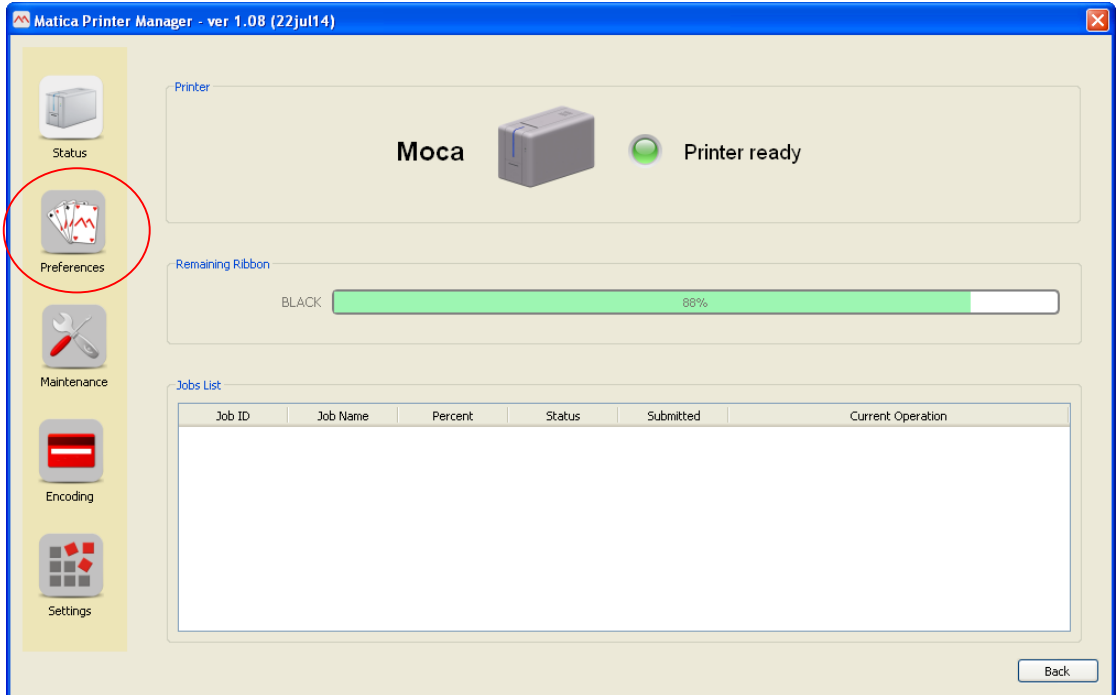 Matica Printer Manager - ver 1.08 (22jul14)
Status
Preferences
Maintenance
Encoding
Settings
Printer
Moca
Printer ready
Remaining Ribbon
BLACK 88%
Jobs List
Job ID Job Name Percent Status Submitted Current Operation
Back